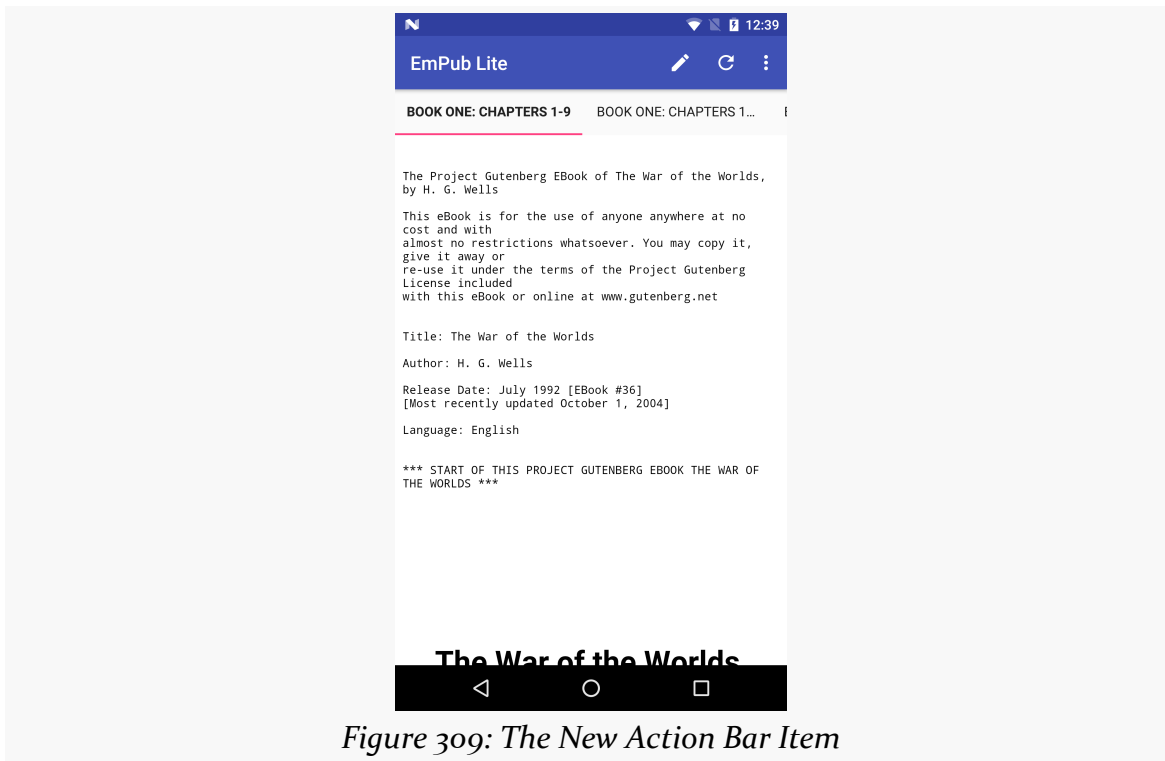 12:39
EmPub Lite
BOOK ONE: CHAPTERS 1-9 BOOK ONE: CHAPTERS 1...
The Project Gutenberg EBook of The War of the Worlds,
by H. G. Wells
This eBook is for the use of anyone anywhere at no
cost and with
almost no restrictions whatsoever. You may copy it,
give it away or
re-use it under the terms of the Project Gutenberg
License included
with this eBook or online at www.gutenberg.net
Title: The War of the Worlds
Author: H. G. Wells
Release Date: July 1992 [EBook #36]
[Most recently updated October 1, 2004]
Language: English
*** START OF THIS PROJECT GUTENBERG EBOOK THE WAR OF
THE WORLDS ***
The War of the Worlds
Figure 309: The New Action Bar Item